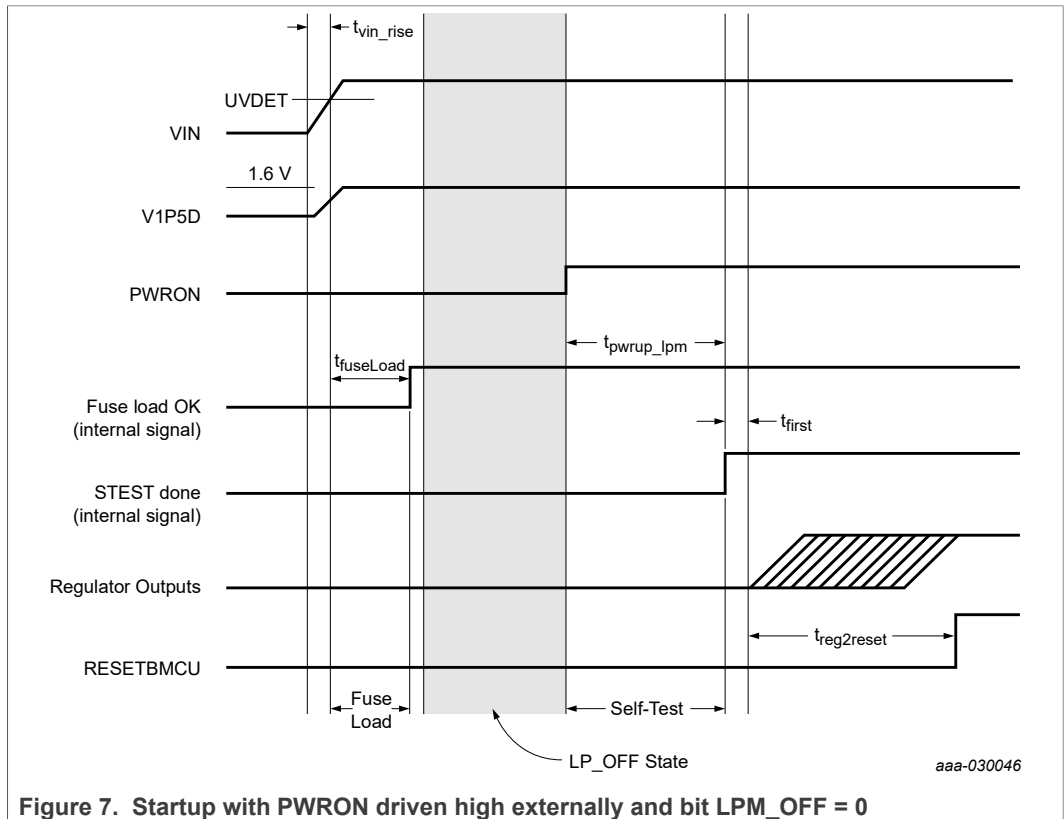 tvin_rise
UVDET
VIN
1.6 V
V1P5D
PWRON
tpwrup_lpm
tfuseLoad
Fuse load OK
(internal signal)
tfirst
STEST done
(internal signal)
Regulator Outputs
treg2reset
RESETBMCU
Fuse
Load
Self-Test
LP_OFF State
aaa-030046
Figure 7. Startup with PWRON driven high externally and bit LPM_OFF = 0